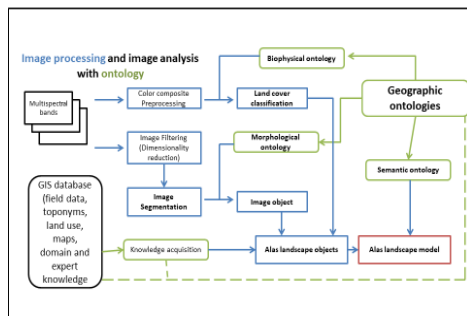 Image processing and image analysis
with ontology
Biophysical ontology
Multispectral
bands
Color composite
Preprocessing
Land cover
classification
Geographic
ontologies
Image Filtering
(Dimensionality
reduction)
Morphological
ontology
Semantic ontology
GIS database
(field data,
toponyms,
land use,
maps,
domain and
expert
knowledge
Image
Segmentation
Image object
Knowledge acquisition
Alas landscape objects
Alas landscape model